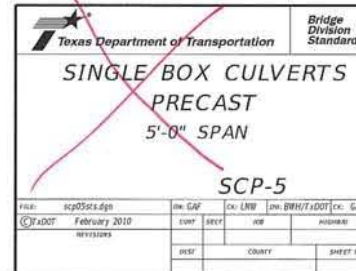 Texas Department of Transportation
Bridge
Division
Standard
SINGLE BOX CULVERTS
PRECAST
5'-0" SPAN
SCP-5
FILE: scp05sts.dgn DN: GAF CK: LMW DW: BWH/TxDOT CK: G
©TxDOT February 2010 CONT SECT JOB HIGHWAY
REVISIONS
DIST COUNTY SHEET